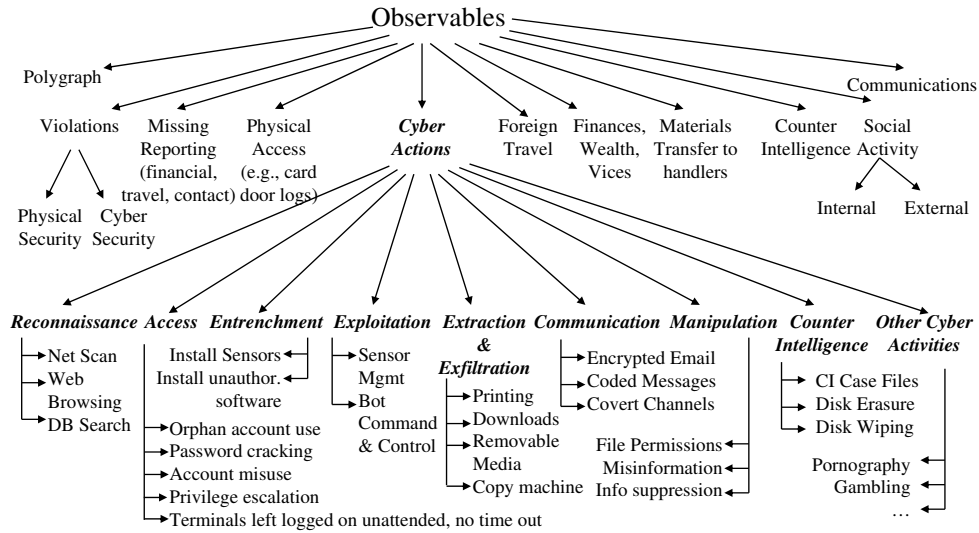 Observables
Polygraph
Communications
Violations
Missing
Reporting
(financial,
travel, contact)
Physical
Access
(e.g., card
door logs)
Cyber
Actions
Foreign
Travel
Finances,
Wealth,
Vices
Materials
Transfer to
handlers
Counter
Intelligence
Social
Activity
Physical
Security
Cyber
Security
Internal
External
Reconnaissance
Net Scan
Web
Browsing
DB Search
Access
Orphan account use
Password cracking
Account misuse
Privilege escalation
Terminals left logged on unattended, no time out
Entrenchment
Install Sensors
Install unauthor.
software
Exploitation
Sensor
Mgmt
Bot
Command
& Control
Extraction
&
Exfiltration
Printing
Downloads
Removable
Media
Copy machine
Communication
Encrypted Email
Coded Messages
Covert Channels
Manipulation
File Permissions
Misinformation
Info suppression
Counter
Intelligence
CI Case Files
Disk Erasure
Disk Wiping
Other Cyber
Activities
Pornography
Gambling
…